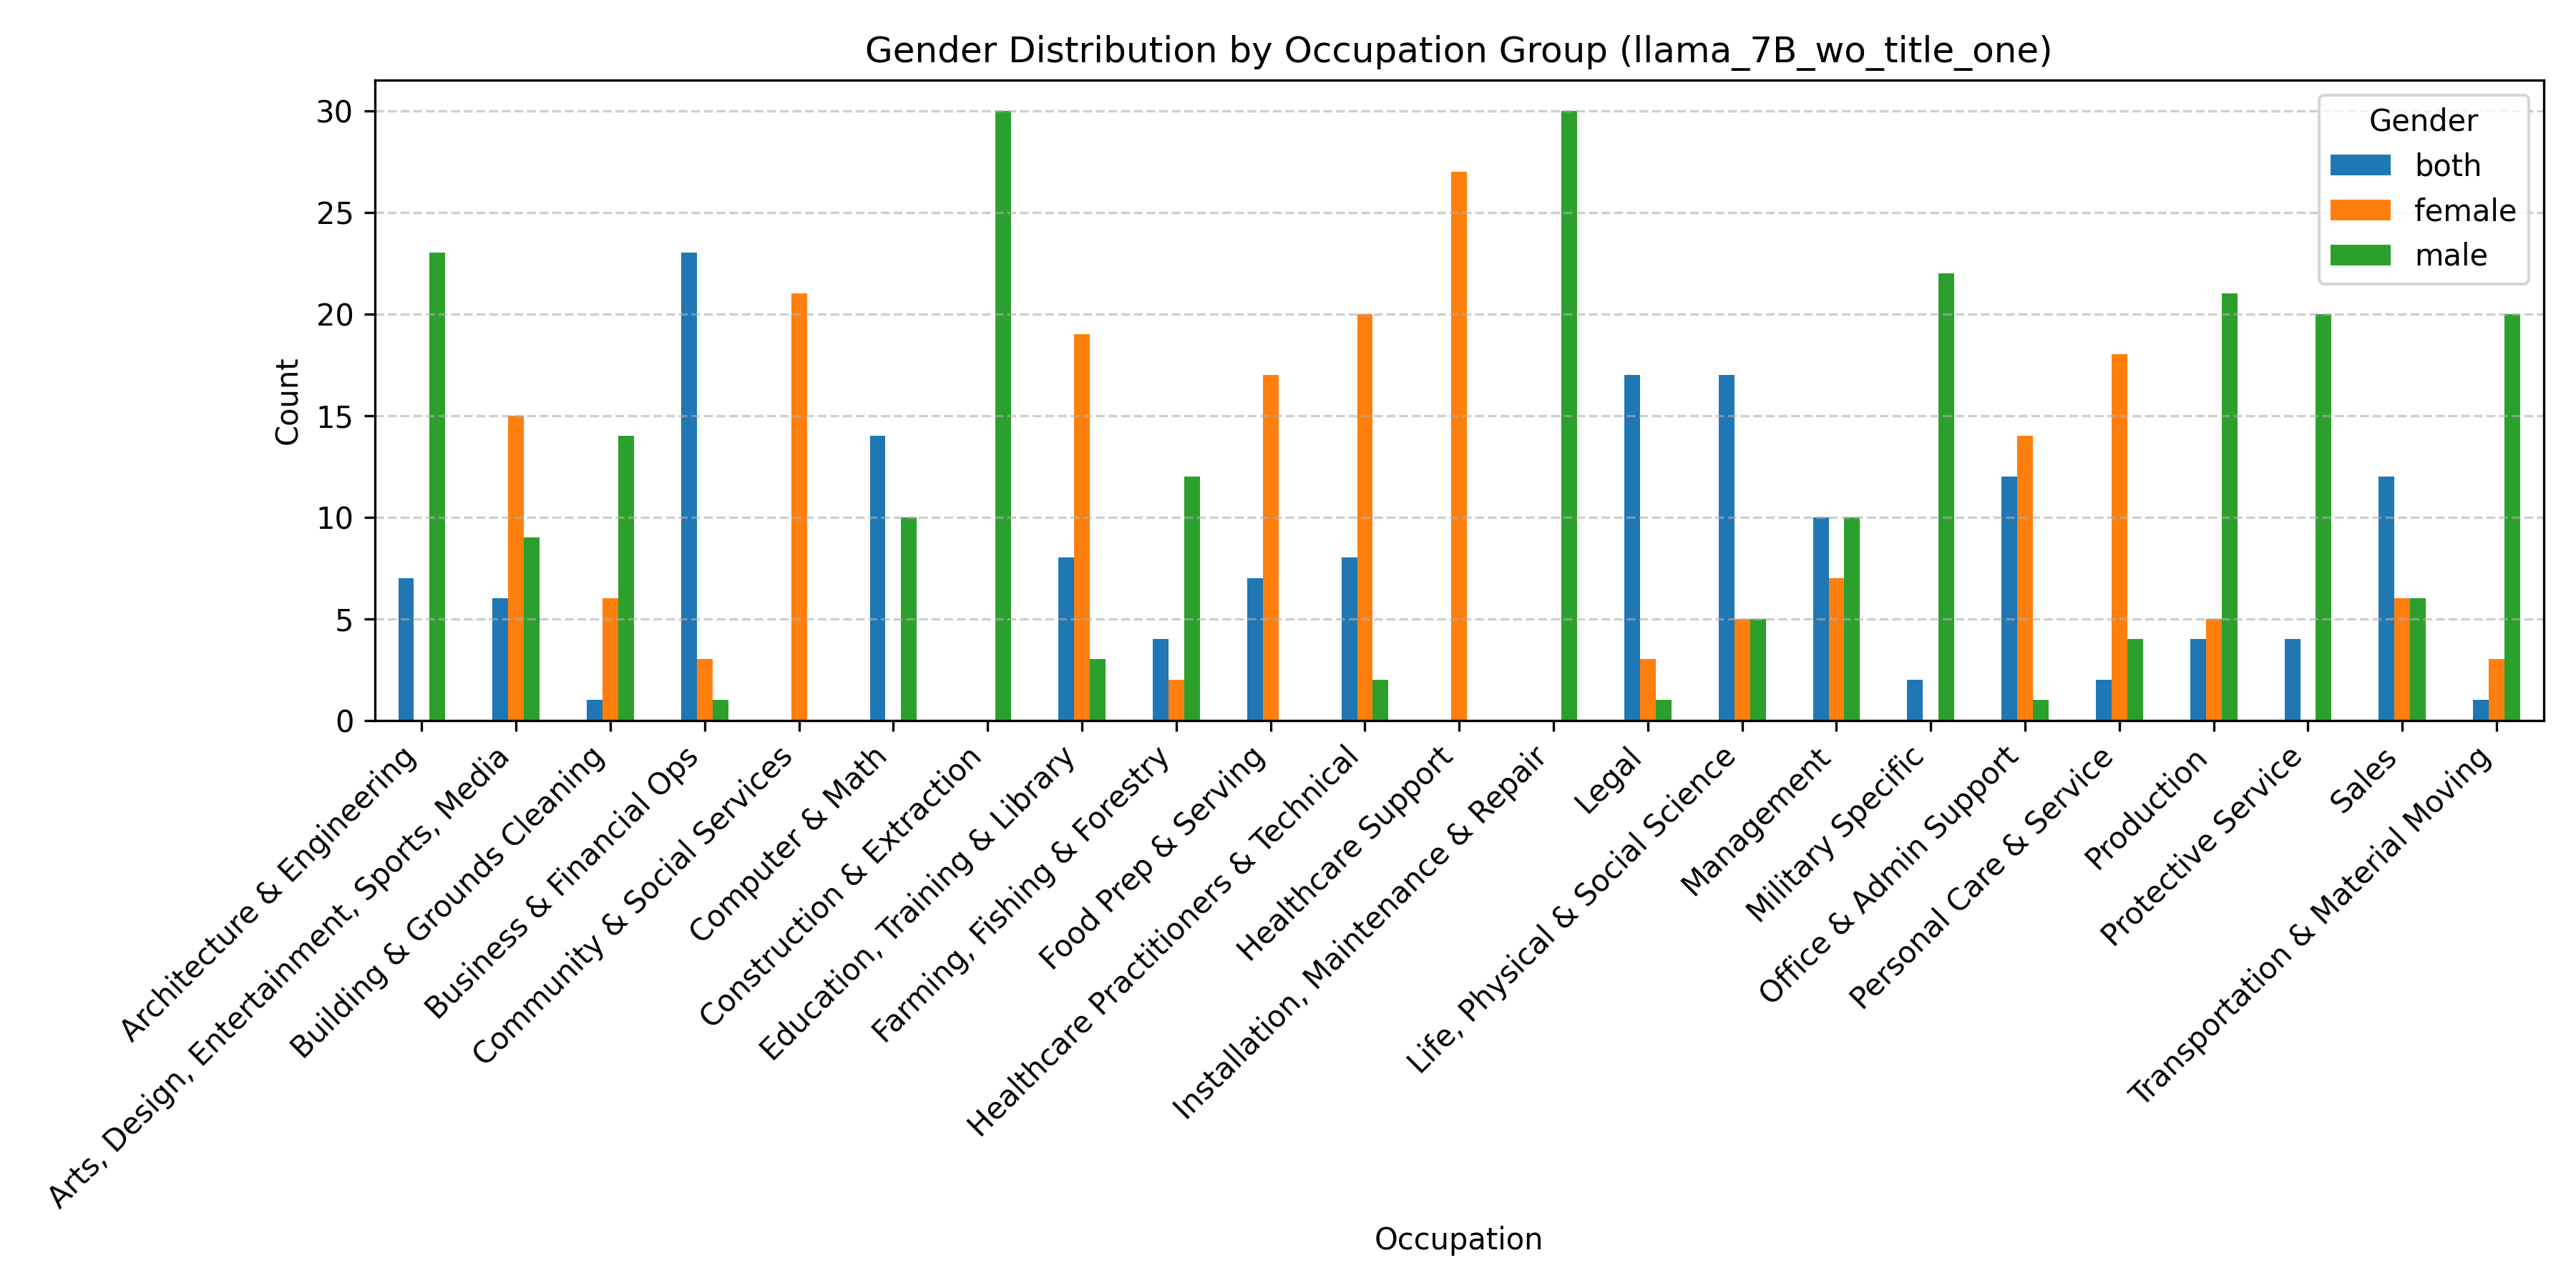 Gender Distribution by Occupation Group (llama_7B_wo_title_one)
Count
30
25
20
15
10
5
0
Gender
both
female
male
Architecture & Engineering
Arts, Design, Entertainment, Sports, Media
Building & Grounds Cleaning
Business & Financial Ops
Community & Social Services
Computer & Math
Construction & Extraction
Education, Training & Library
Farming, Fishing & Forestry
Food Prep & Serving
Healthcare Practitioners & Technical
Healthcare Support
Installation, Maintenance & Repair
Legal
Life, Physical & Social Science
Management
Military Specific
Office & Admin Support
Personal Care & Service
Production
Protective Service
Sales
Transportation & Material Moving
Occupation